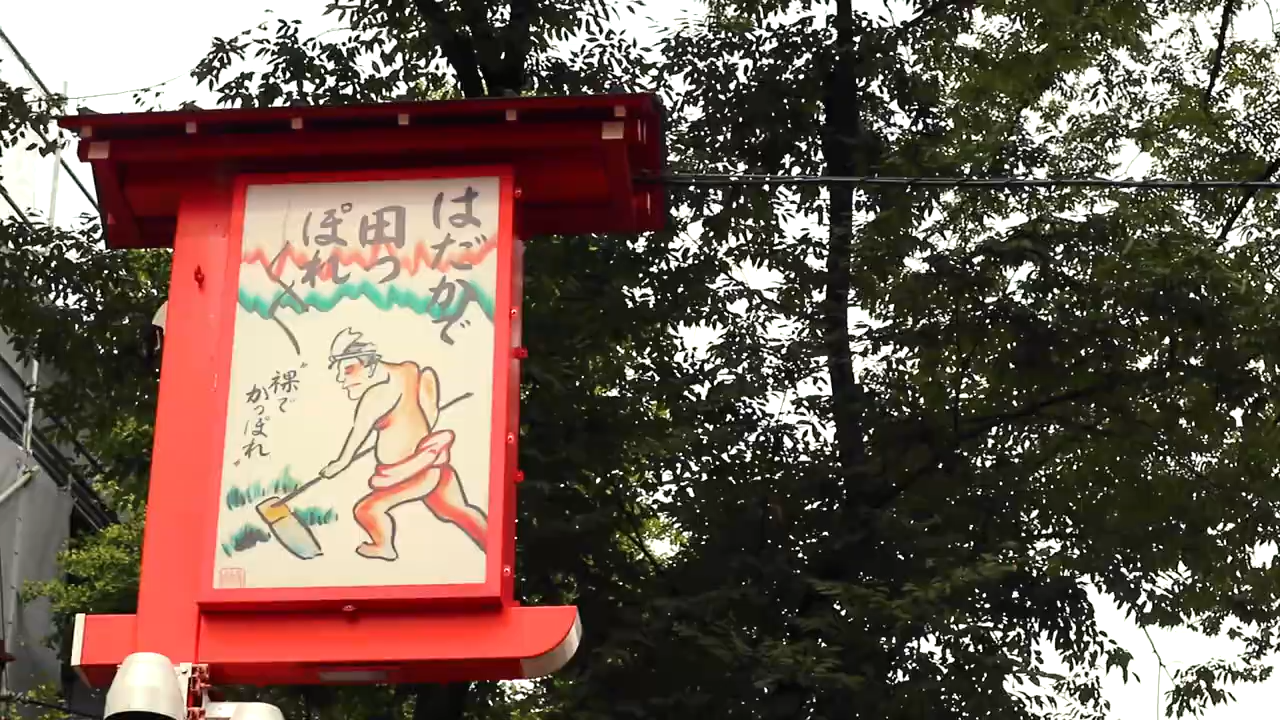 はだかで
田っ
ぽれ
〝裸で
かっぽれ〟